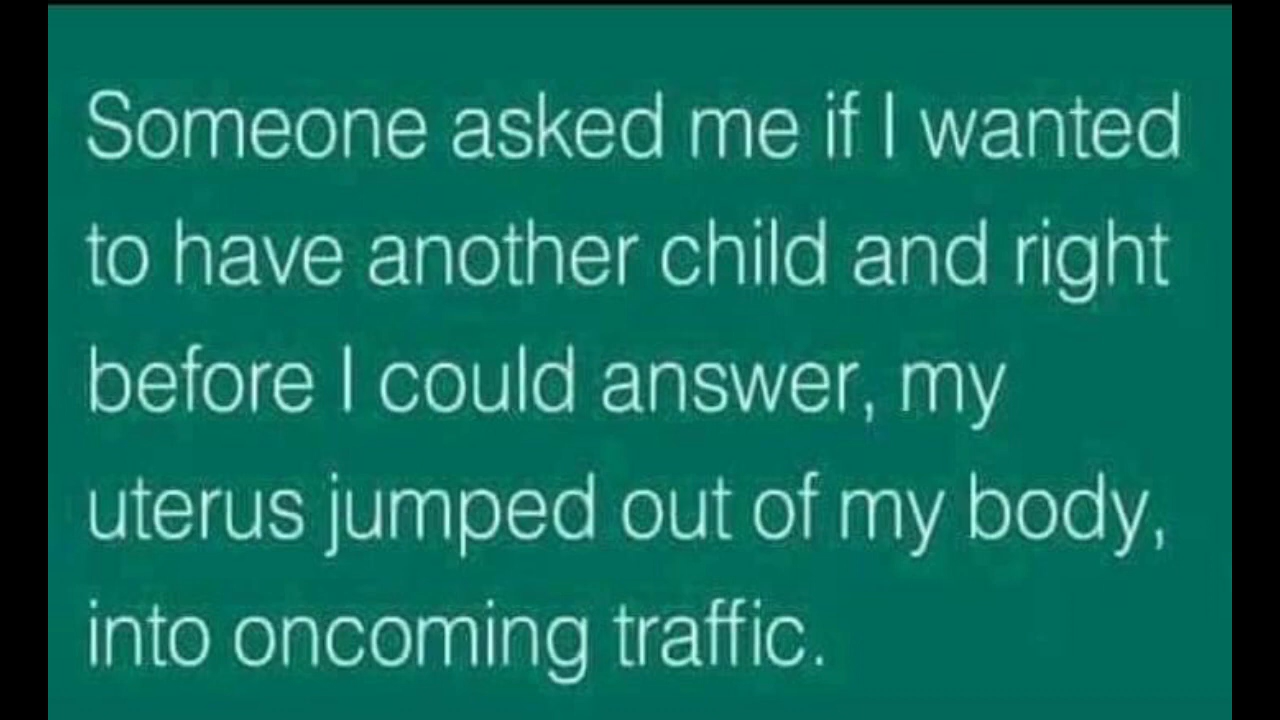 Someone asked me if I wanted
to have another child and right
before I could answer, my
uterus jumped out of my body,
into oncoming traffic.